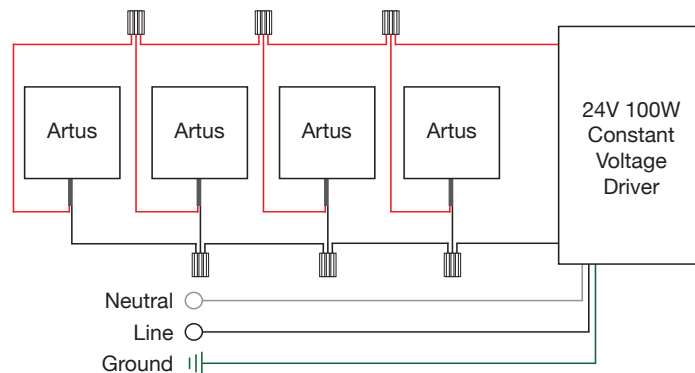 Artus
Artus
Artus
Artus
24V 100W
Constant
Voltage
Driver
Neutral
Line
Ground